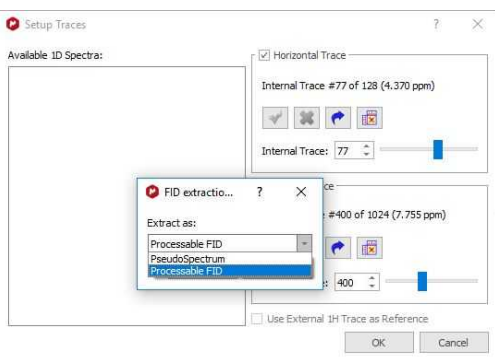 Setup Traces
?
Available 1D Spectra:
Horizontal Trace
Internal Trace #77 of 128 (4.370 ppm)
Internal Trace: 77
FID extractio...
?
#400 of 1024 (7.755 ppm)
Extract as:
Processable FID
PseudoSpectrum
Processable FID
400
Use External 1H Trace as Reference
OK
Cancel